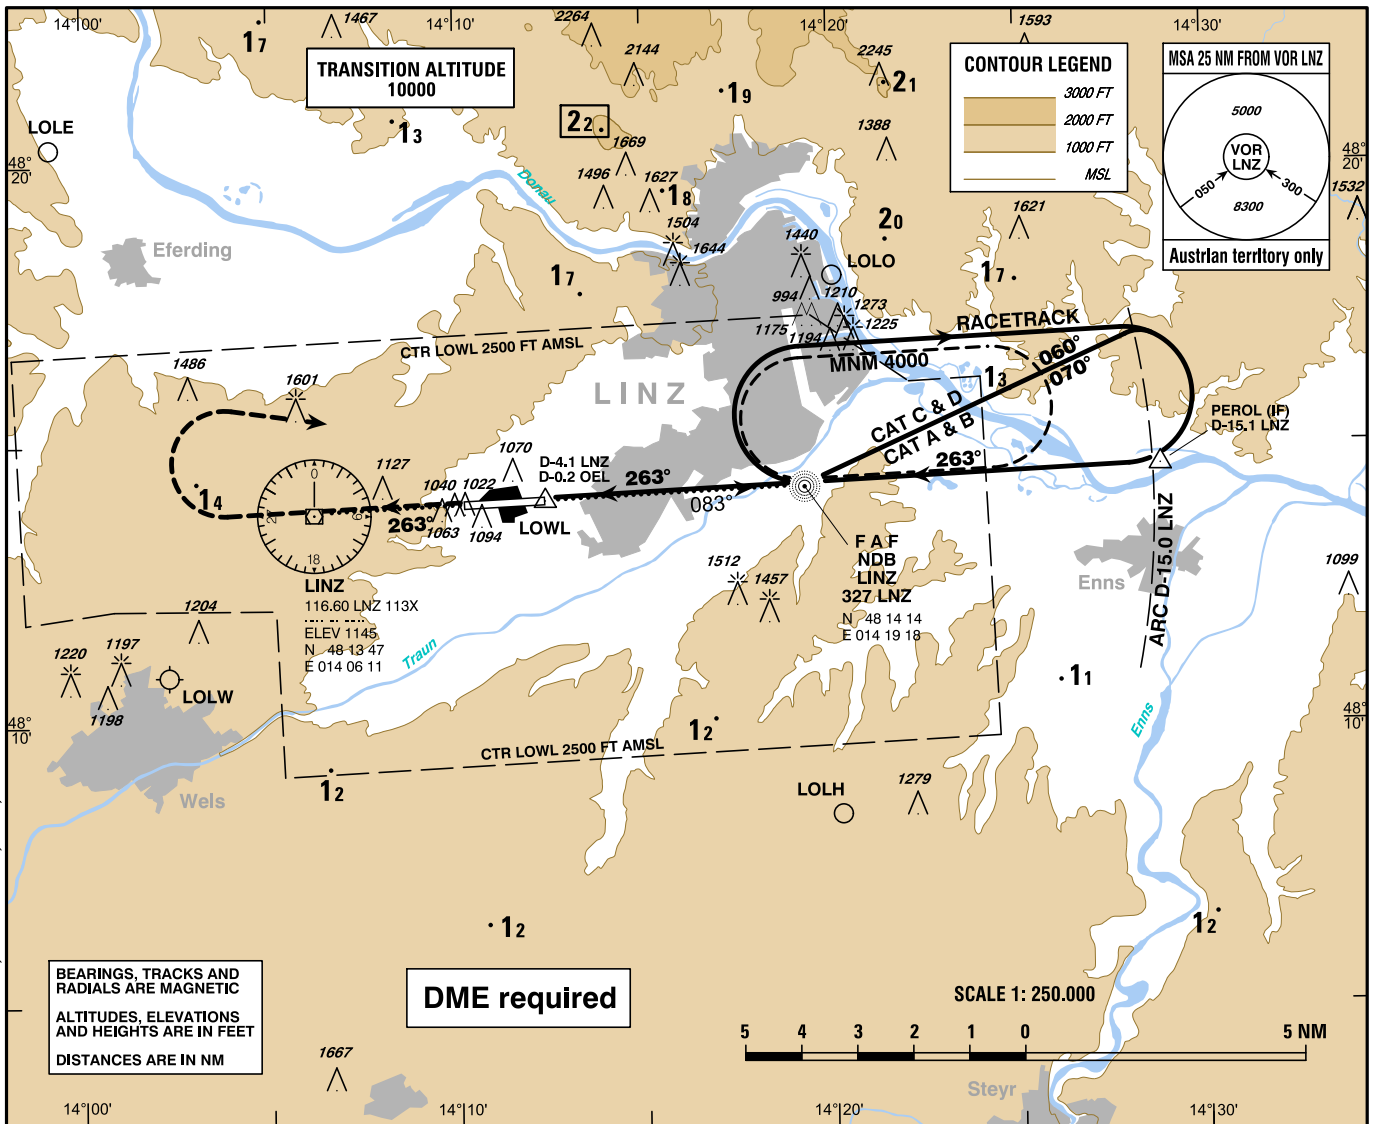 14°00'
1467
2264
14°10'
14°20'
1593
14°30'
17
2144
2245
TRANSITION ALTITUDE
10000
CONTOUR LEGEND
3000 FT
2000 FT
1000 FT
MSL
MSA 25 NM FROM VOR LNZ
5000
VOR
LNZ
050
300
8300
Austrian territory only
19
21
LOLE
13
22
1388
48°
20'
48°
20'
1669
1496
1627
18
Donau
1532
1504
1644
20
1621
Eferding
1440
LOLO
17
17
994
1210
1273
1225
1175
1194
RACETRACK
CTR LOWL 2500 FT AMSL
MNM 4000
060°
070°
1486
1601
LINZ
13
CAT C & D
CAT A & B
PEROL (IF)
D-15.1 LNZ
1070
D-4.1 LNZ
D-0.2 OEL
263°
263°
083°
1127
1040
1022
14
0
6
18
27
263°
1063
1094
LOWL
F A F
NDB
LINZ
327 LNZ
N 48 14 14
E 014 19 18
ARC D-15.0 LNZ
Enns
1099
1512
1457
LINZ
116.60 LNZ 113X
ELEV 1145
N 48 13 47
E 014 06 11
1204
Traun
1220
1197
1198
LOLW
11
48°
10'
48°
10'
Enns
12
CTR LOWL 2500 FT AMSL
12
Wels
LOLH
1279
12
12
BEARINGS, TRACKS AND
RADIALS ARE MAGNETIC
ALTITUDES, ELEVATIONS
AND HEIGHTS ARE IN FEET
DISTANCES ARE IN NM
DME required
SCALE 1: 250.000
5 4 3 2 1 0 5 NM
1667
Steyr
14°00'
14°10'
14°20'
14°30'